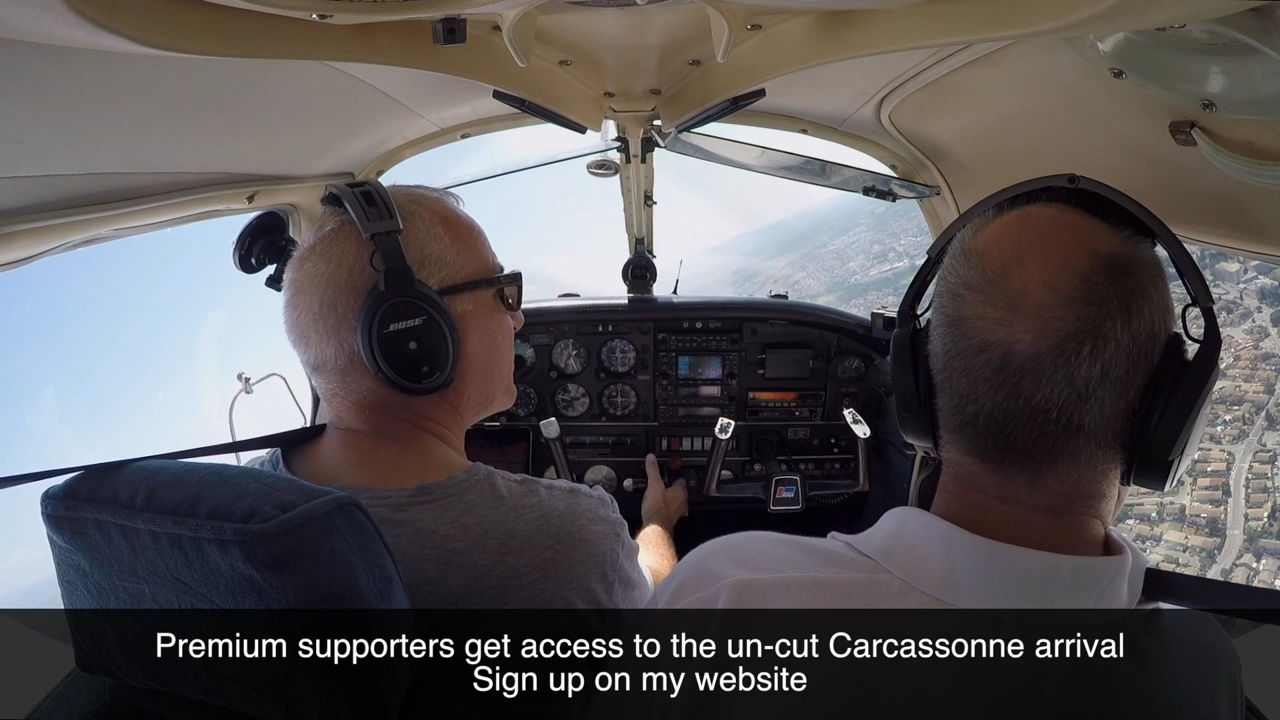 BOSE
Premium supporters get access to the un-cut Carcassonne arrival
Sign up on my website